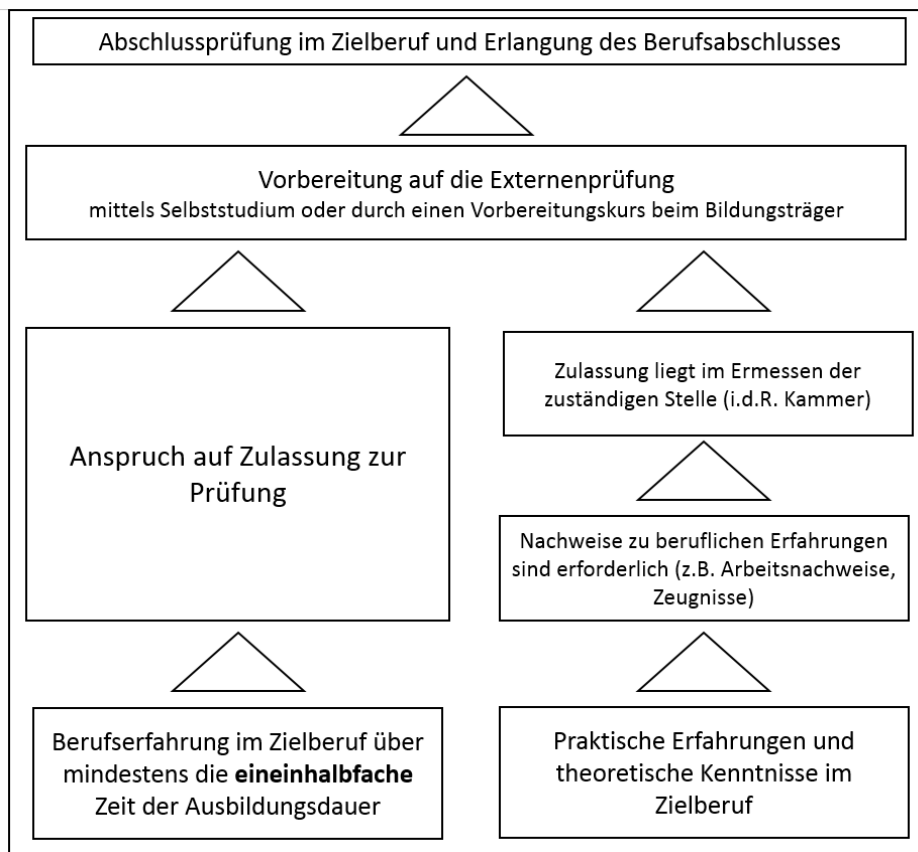 Abschlussprüfung im Zielberuf und Erlangung des Berufsabschlusses
Vorbereitung auf die Externenprüfung
mittels Selbststudium oder durch einen Vorbereitungskurs beim Bildungsträger
Anspruch auf Zulassung zur
Prüfung
Zulassung liegt im Ermessen der
zuständigen Stelle (i.d.R. Kammer)
Nachweise zu beruflichen Erfahrungen
sind erforderlich (z.B. Arbeitsnachweise,
Zeugnisse)
Berufserfahrung im Zielberuf über
mindestens die eineinhalbfache
Zeit der Ausbildungsdauer
Praktische Erfahrungen und
theoretische Kenntnisse im
Zielberuf